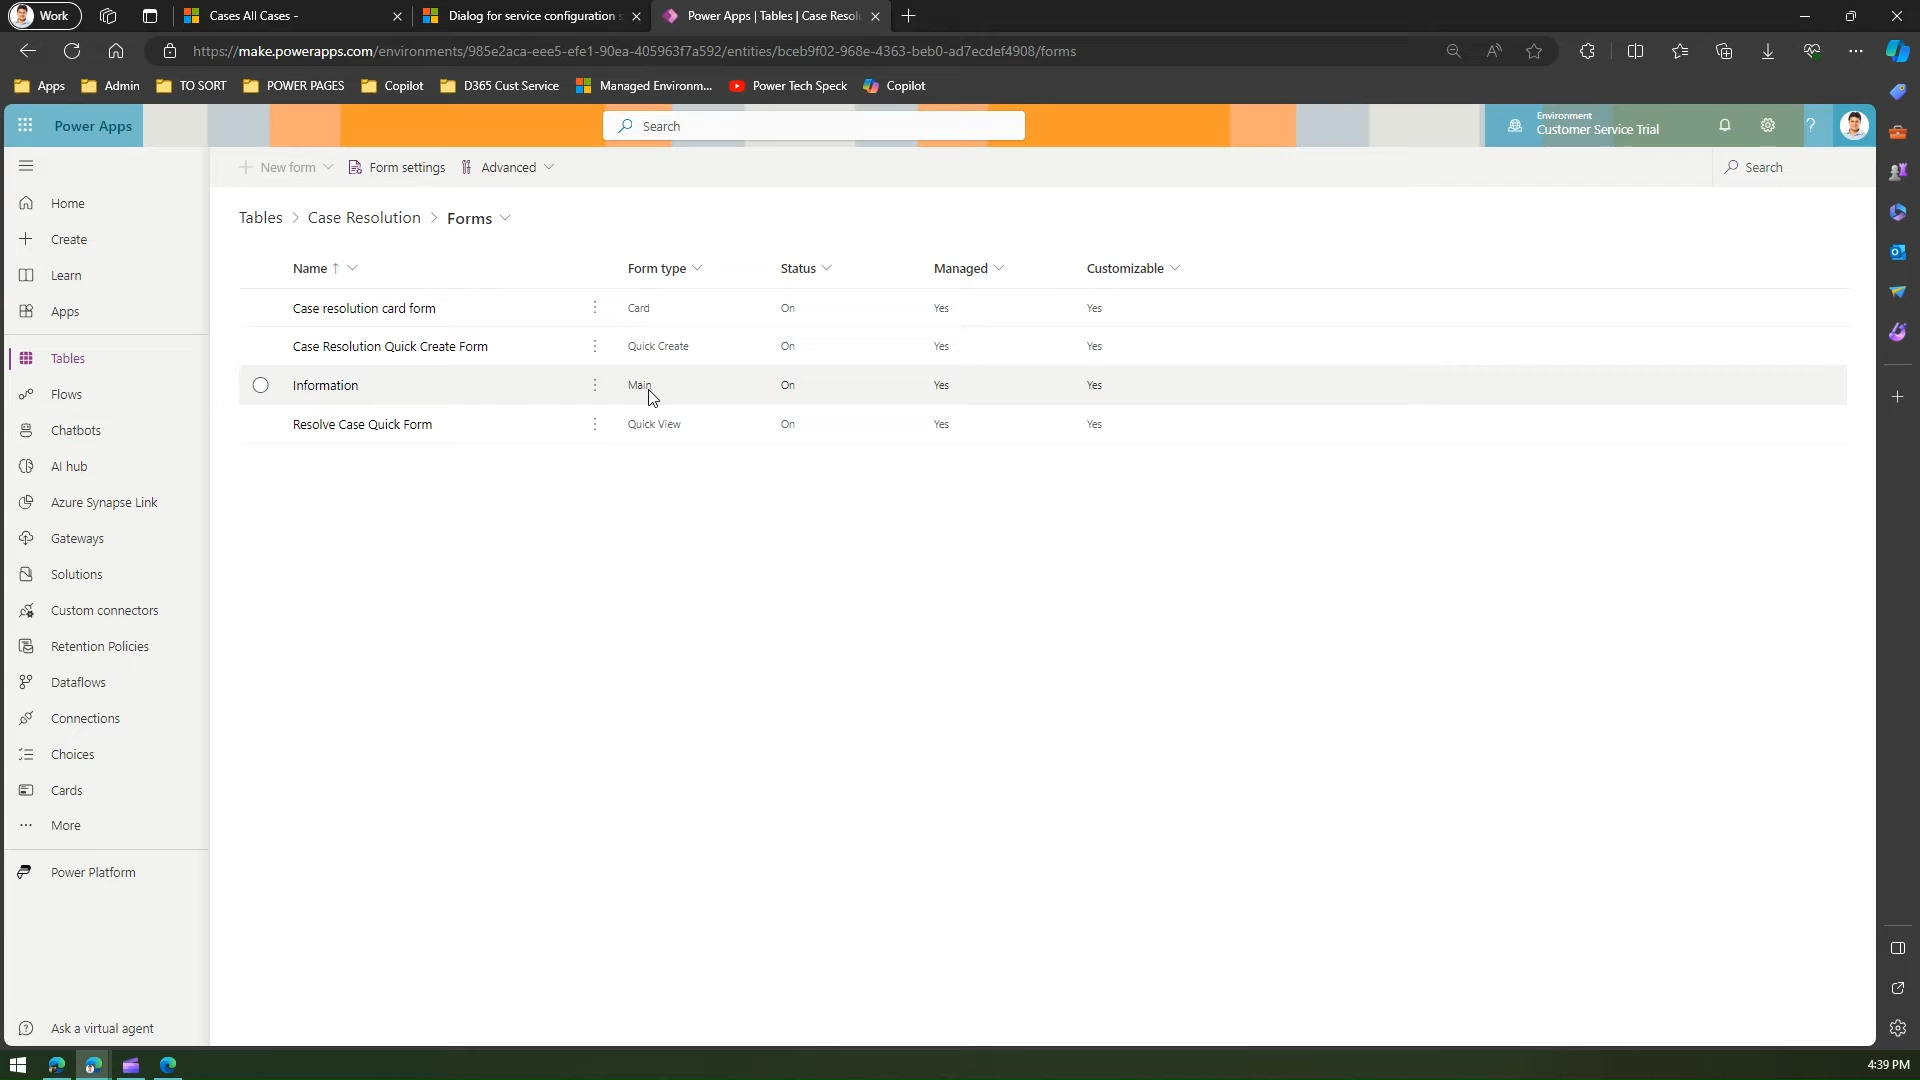 Work
Cases All Cases -
Dialog for service configuration s
Power Apps | Tables | Case Resolu
https://make.powerapps.com/environments/985e2aca-eee5-efe1-90ea-405963f7a592/entities/bceb9f02-968e-4363-beb0-ad7ecdef4908/forms
Apps
Admin
TO SORT
POWER PAGES
Copilot
D365 Cust Service
Managed Environm...
Power Tech Speck
Copilot
Power Apps
Search
Environment
Customer Service Trial
?
New form
Form settings
Advanced
Search
Home
Create
Learn
Apps
Tables
Flows
Chatbots
AI hub
Azure Synapse Link
Gateways
Solutions
Custom connectors
Retention Policies
Dataflows
Connections
Choices
Cards
More
Power Platform
Ask a virtual agent
Tables > Case Resolution > Forms
Name ↑ Form type Status Managed Customizable
Case resolution card form Card On Yes Yes
Case Resolution Quick Create Form Quick Create On Yes Yes
Information Main On Yes Yes
Resolve Case Quick Form Quick View On Yes Yes
4:39 PM